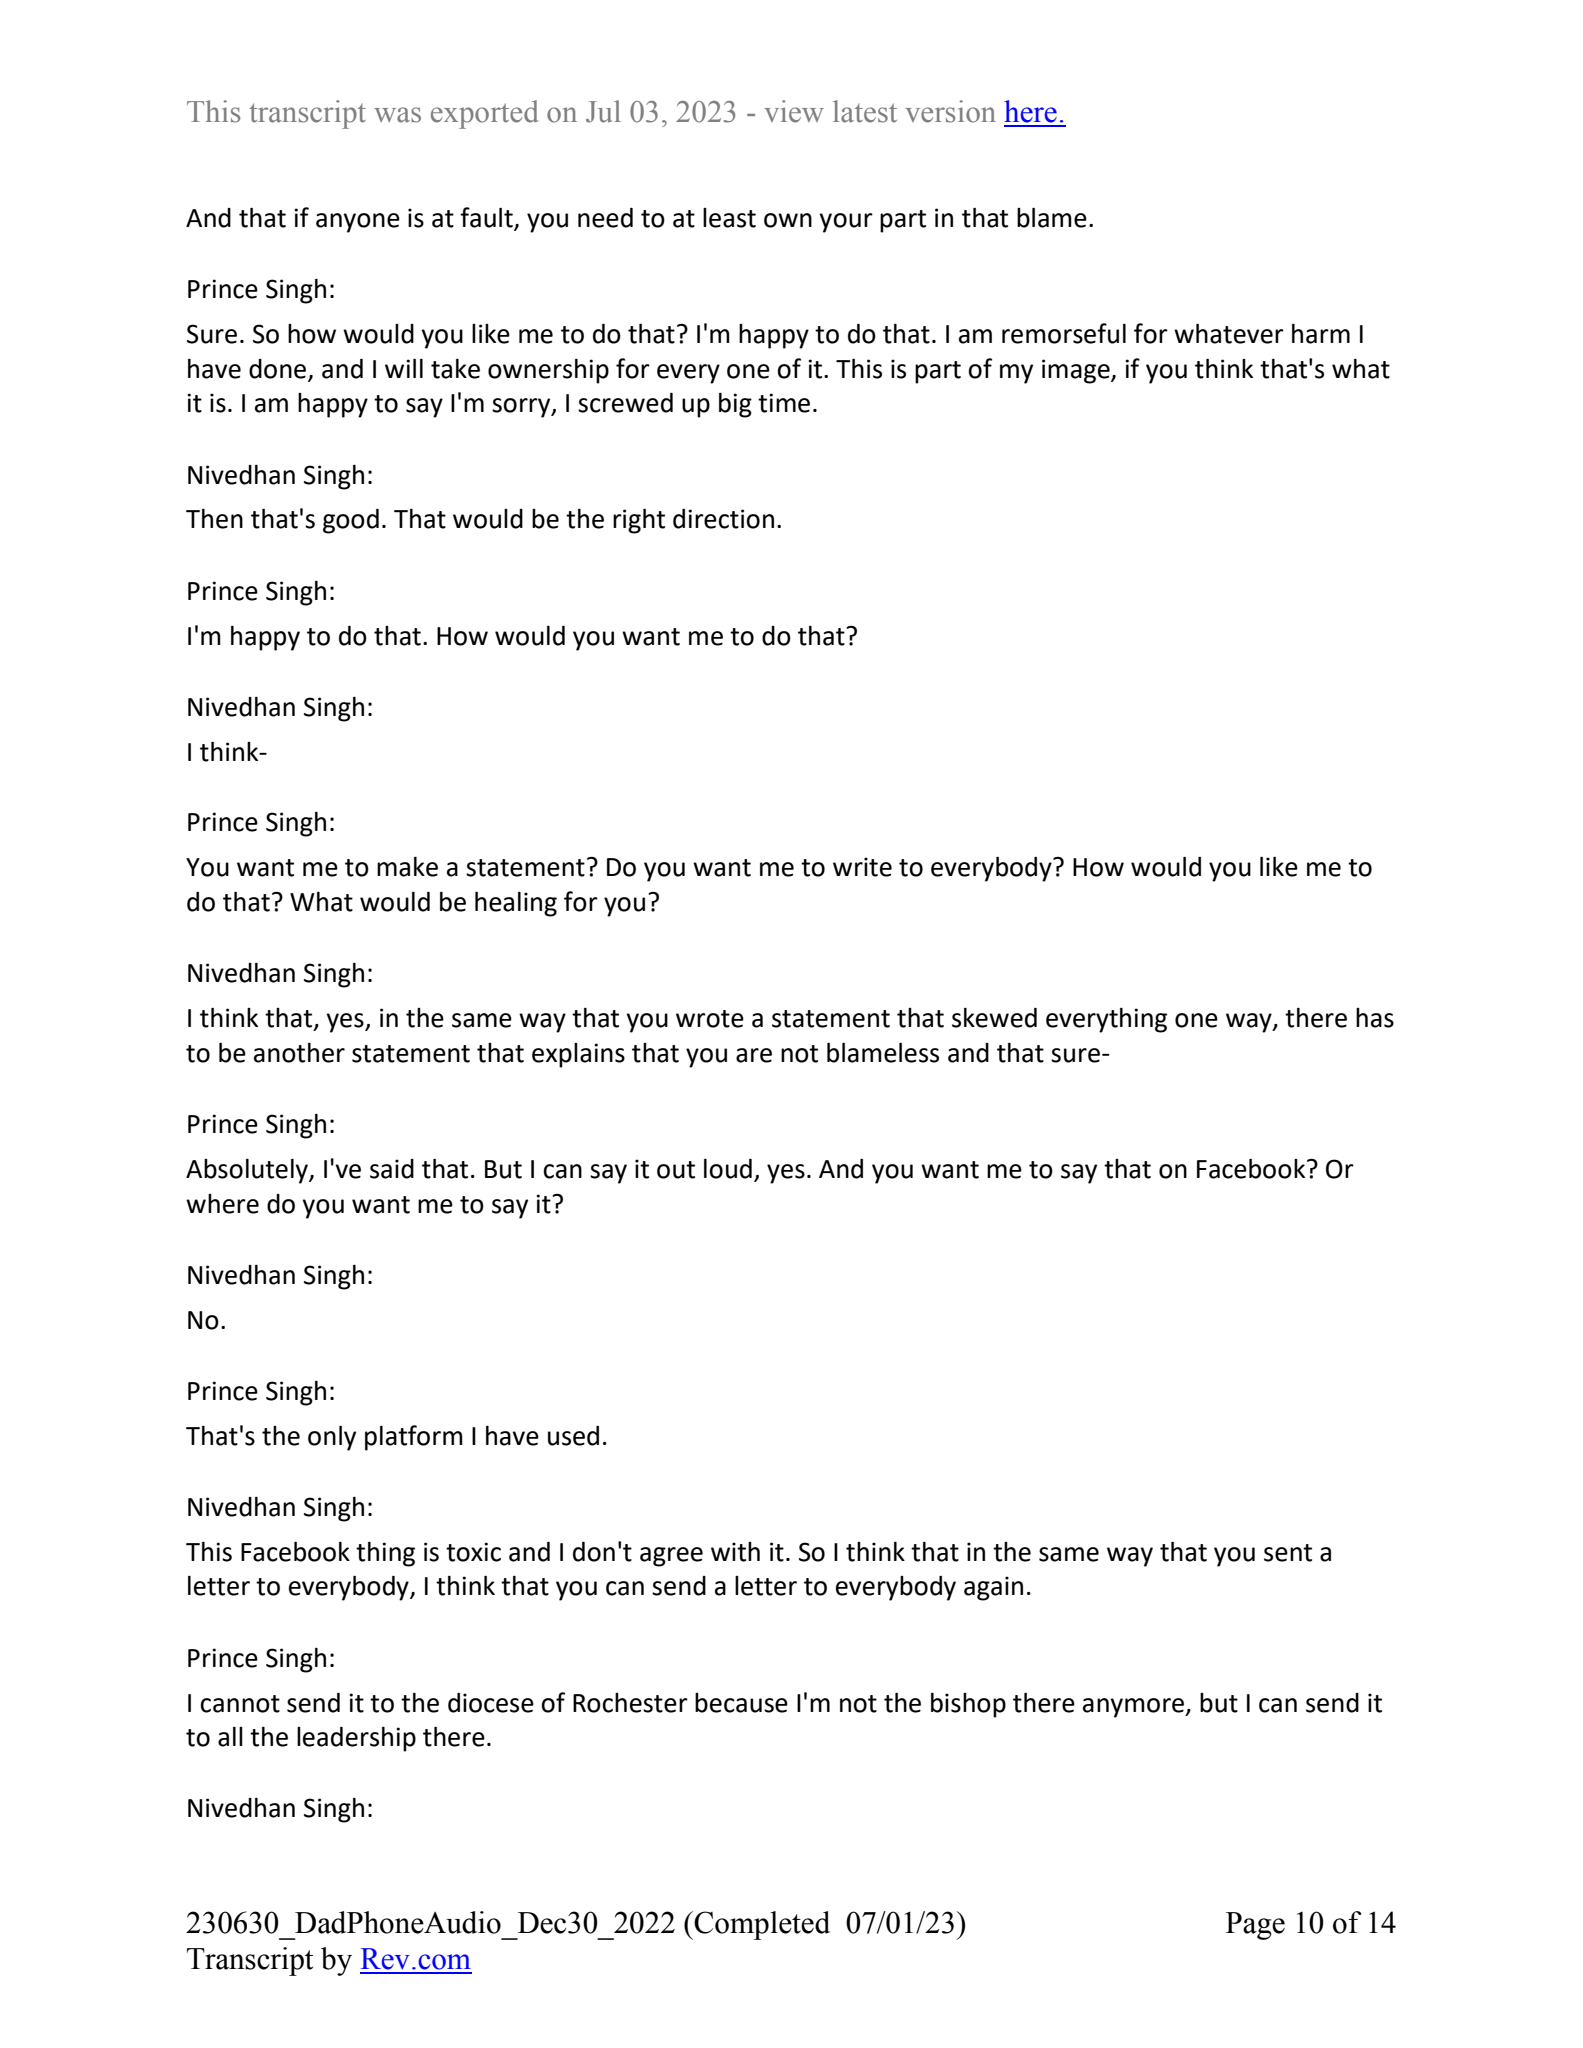 This transcript was exported on Jul 03, 2023 - view latest version here.
And that if anyone is at fault, you need to at least own your part in that blame.
Prince Singh:
Sure. So how would you like me to do that? I'm happy to do that. I am remorseful for whatever harm I
have done, and I will take ownership for every one of it. This is part of my image, if you think that's what
it is. I am happy to say I'm sorry, I screwed up big time.
Nivedhan Singh:
Then that's good. That would be the right direction.
Prince Singh:
I'm happy to do that. How would you want me to do that?
Nivedhan Singh:
I think-
Prince Singh:
You want me to make a statement? Do you want me to write to everybody? How would you like me to
do that? What would be healing for you?
Nivedhan Singh:
I think that, yes, in the same way that you wrote a statement that skewed everything one way, there has
to be another statement that explains that you are not blameless and that sure-
Prince Singh:
Absolutely, I've said that. But I can say it out loud, yes. And you want me to say that on Facebook? Or
where do you want me to say it?
Nivedhan Singh:
No.
Prince Singh:
That's the only platform I have used.
Nivedhan Singh:
This Facebook thing is toxic and I don't agree with it. So I think that in the same way that you sent a
letter to everybody, I think that you can send a letter to everybody again.
Prince Singh:
I cannot send it to the diocese of Rochester because I'm not the bishop there anymore, but I can send it
to all the leadership there.
Nivedhan Singh:
230630_DadPhoneAudio_Dec30_2022 (Completed 07/01/23) Page 10 of 14
Transcript by Rev.com